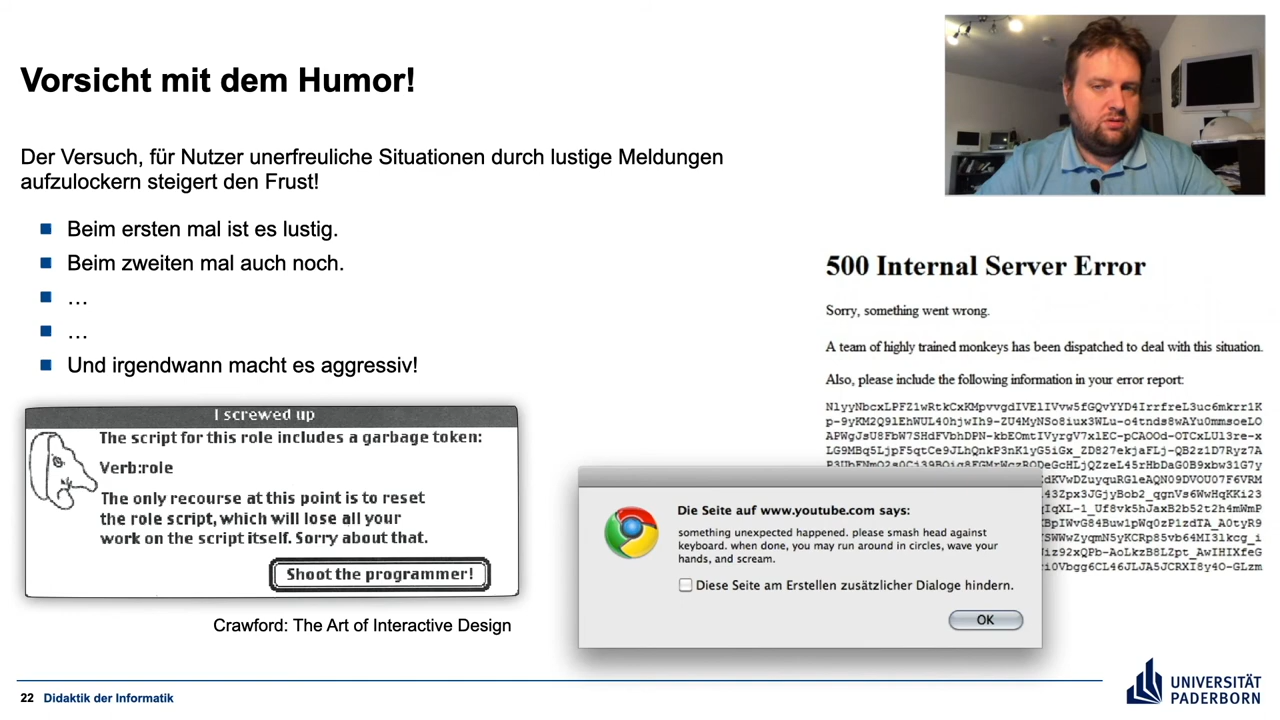 Vorsicht mit dem Humor!
Der Versuch, für Nutzer unerfreuliche Situationen durch lustige Meldungen
aufzulockern steigert den Frust!
Beim ersten mal ist es lustig.
Beim zweiten mal auch noch.
…
…
Und irgendwann macht es aggressiv!
I screwed up
The script for this role includes a garbage token:
Verb:role
The only recourse at this point is to reset
the role script, which will lose all your
work on the script itself. Sorry about that.
Shoot the programmer!
Crawford: The Art of Interactive Design
500 Internal Server Error
Sorry, something went wrong.
A team of highly trained monkeys has been dispatched to deal with this situation.
Also, please include the following information in your error report:
Die Seite auf www.youtube.com says:
something unexpected happened. please smash head against
keyboard. when done, you may run around in circles, wave your
hands, and scream.
Diese Seite am Erstellen zusätzlicher Dialoge hindern.
OK
22 Didaktik der Informatik
UNIVERSITÄT
PADERBORN